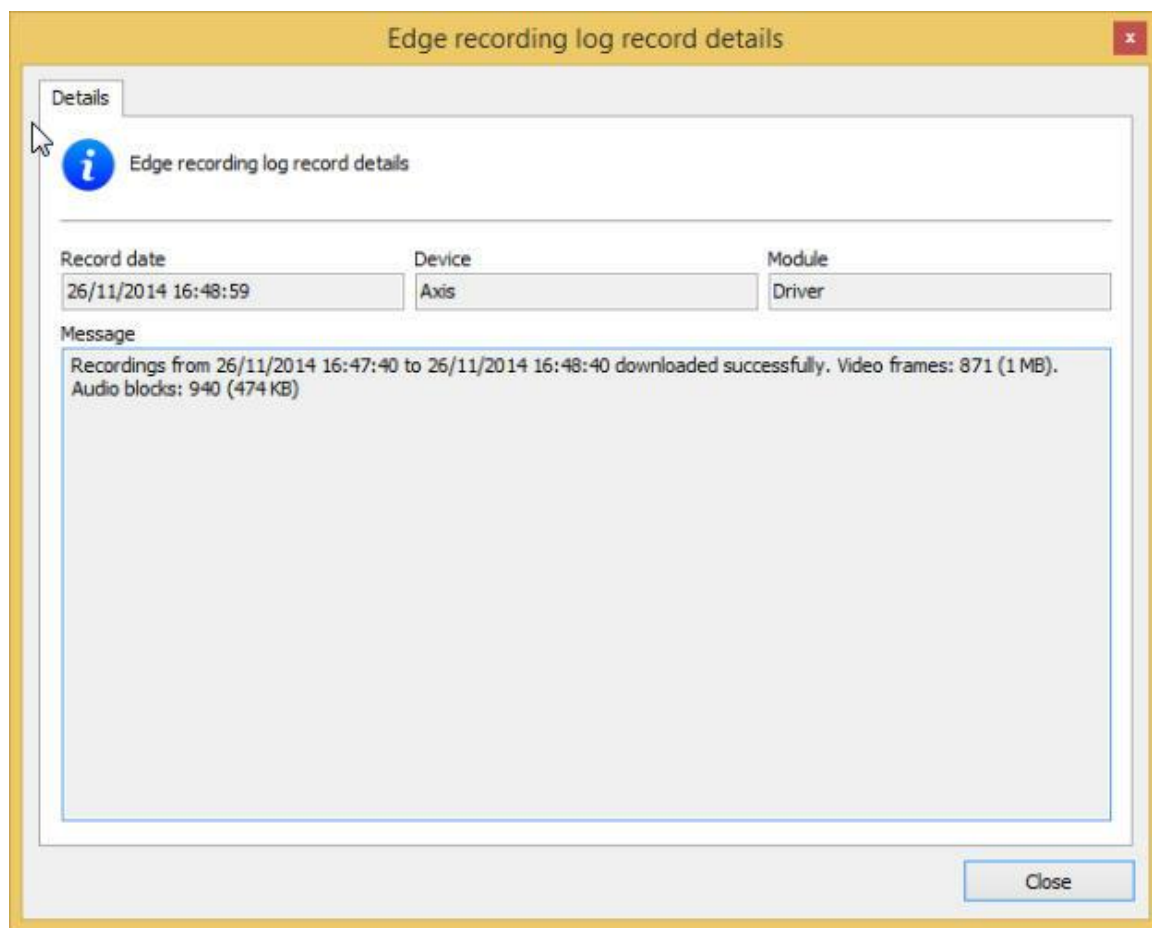 Edge recording log record details
x
Details
i
Edge recording log record details
Record date
Device
Module
26/11/2014 16:48:59
Axis
Driver
Message
Recordings from 26/11/2014 16:47:40 to 26/11/2014 16:48:40 downloaded successfully. Video frames: 871 (1 MB).
Audio blocks: 940 (474 KB)
Close